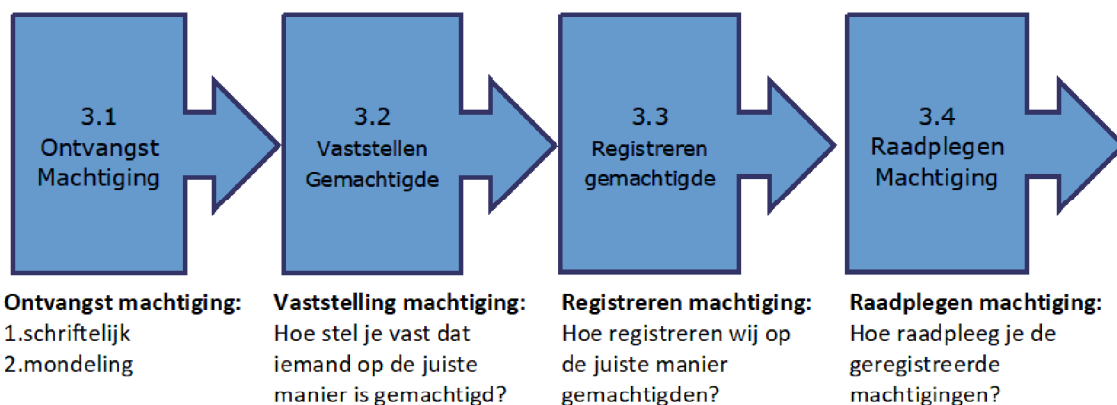 3.1
Ontvangst
Machtiging
3.2
Vaststellen
Gemachtigde
3.3
Registreren
gemachtigde
3.4
Raadplegen
Machtiging
Ontvangst machtiging:
1.schriftelijk
2.mondeling
Vaststelling machtiging:
Hoe stel je vast dat
iemand op de juiste
manier is gemachtigd?
Registreren machtiging:
Hoe registreren wij op
de juiste manier
gemachtigden?
Raadplegen machtiging:
Hoe raadpleeg je de
geregistreerde
machtigingen?